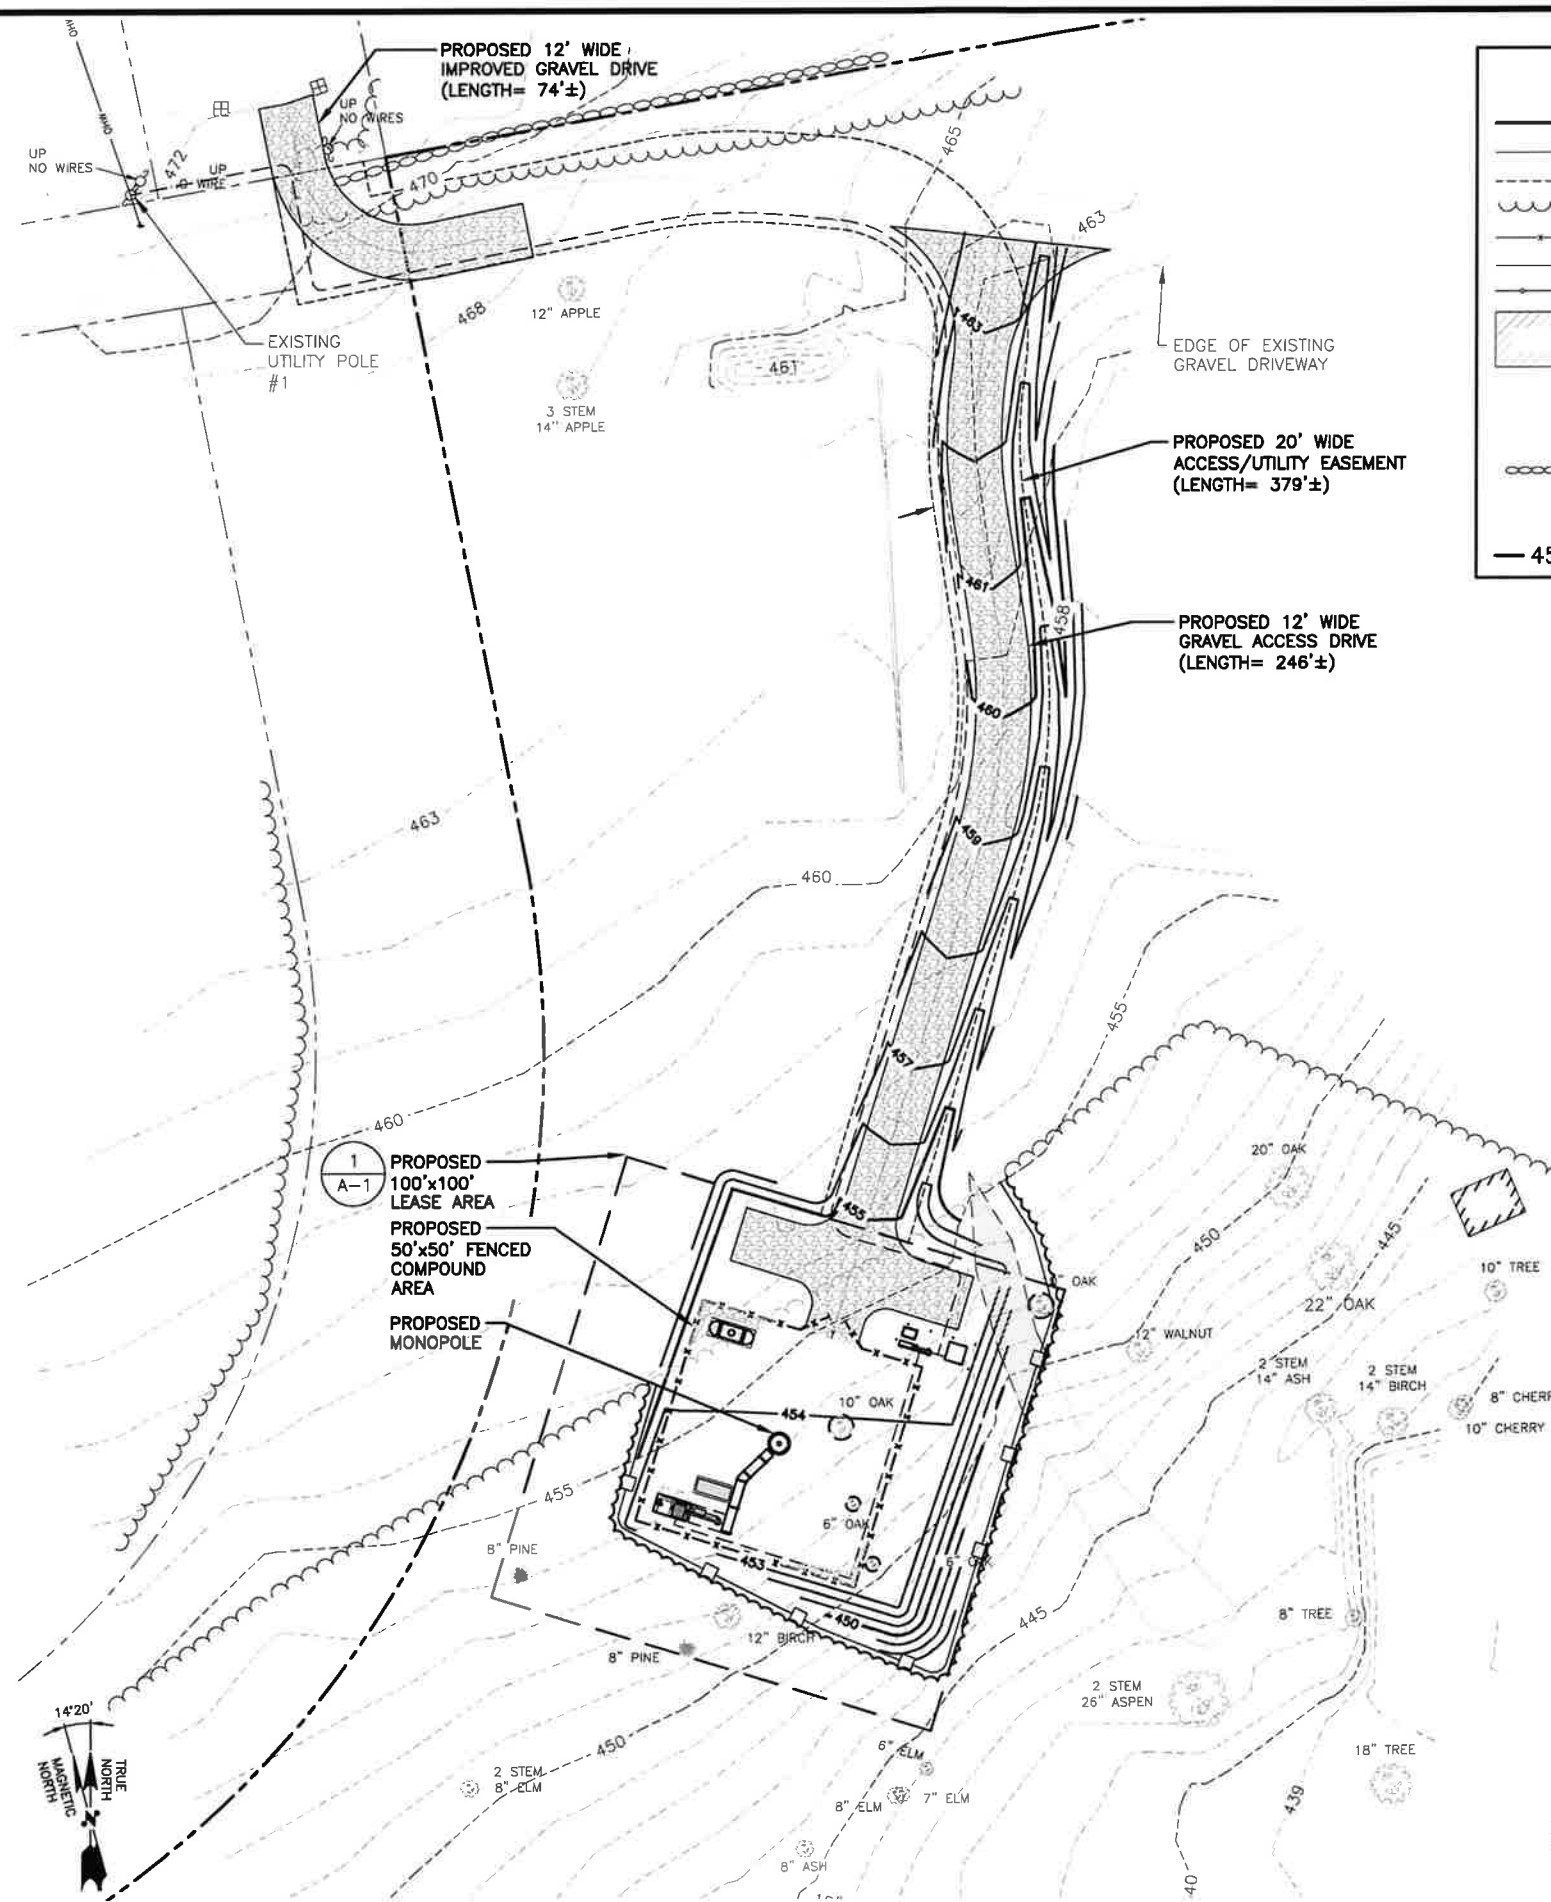 PROPOSED 12' WIDE
IMPROVED GRAVEL DRIVE
(LENGTH= 74'±)
OHW
OHW
UP
NO WIRES
UP
NO WIRES
472
UP
WIRE
470
465
463
468
12" APPLE
EXISTING
UTILITY POLE
#1
3 STEM
14" APPLE
461
463
EDGE OF EXISTING
GRAVEL DRIVEWAY
PROPOSED 20' WIDE
ACCESS/UTILITY EASEMENT
(LENGTH= 379'±)
45
461
458
PROPOSED 12' WIDE
GRAVEL ACCESS DRIVE
(LENGTH= 246'±)
460
463
459
460
455
457
460
1
A-1
PROPOSED
100'x100'
LEASE AREA
PROPOSED
50'x50' FENCED
COMPOUND
AREA
PROPOSED
MONOPOLE
455
20" OAK
450
445
10" TREE
OAK
22" OAK
12" WALNUT
2 STEM
14" ASH
2 STEM
14" BIRCH
8" CHERR
10" CHERRY
10" OAK
454
455
6" OAK
8" PINE
453
6" OAK
450
445
8" TREE
12" BIRCH
8" PINE
2 STEM
26" ASPEN
14°20'
TRUE
NORTH
MAGNETIC
NORTH
N
450
2 STEM
8" ELM
6" ELM
8" ELM
7" ELM
18" TREE
439
8" ASH
40